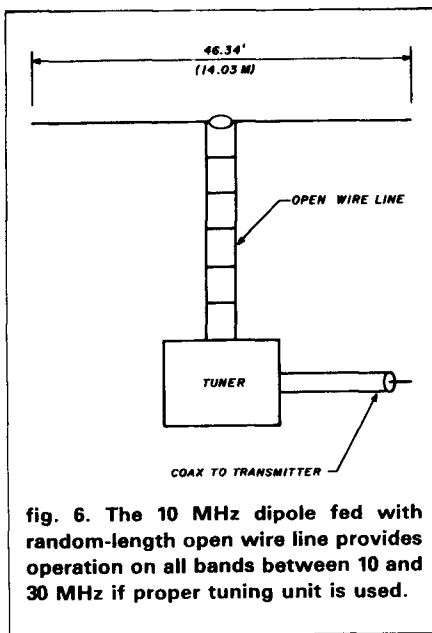 46.34'
(14.03 M)
OPEN WIRE LINE
TUNER
COAX TO TRANSMITTER
fig. 6. The 10 MHz dipole fed with
random-length open wire line provides
operation on all bands between 10 and
30 MHz if proper tuning unit is used.